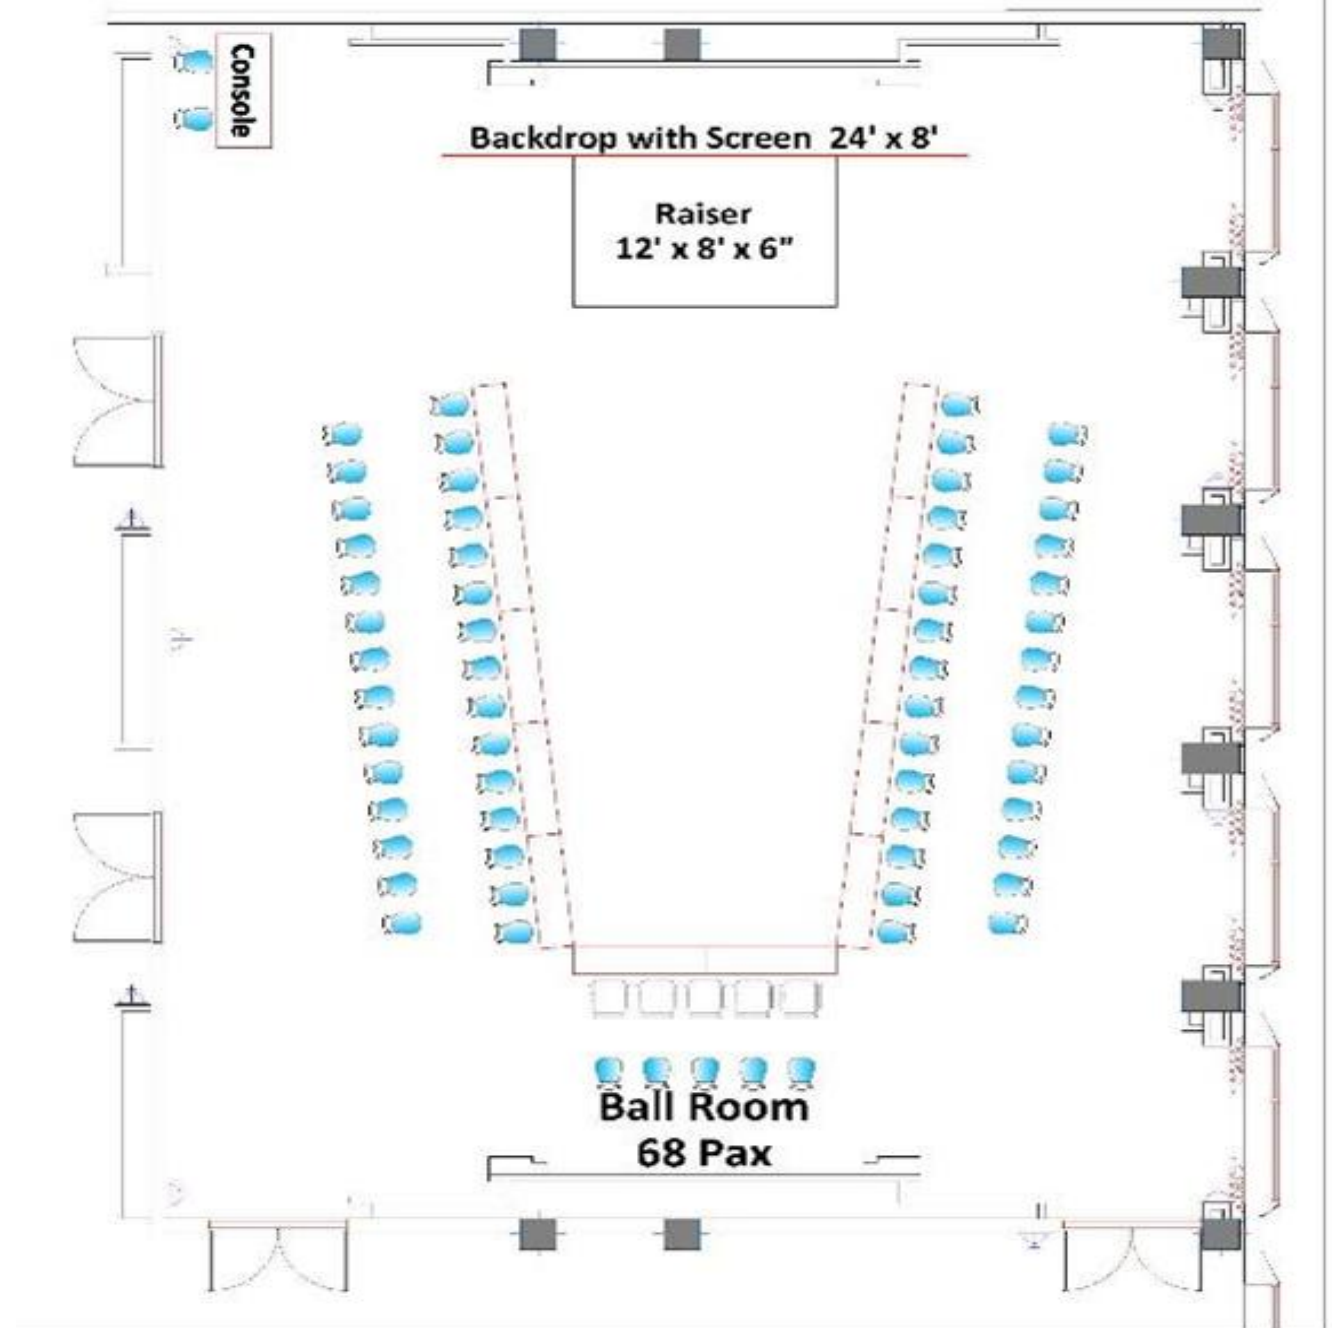 Console
Backdrop with Screen 24' x 8'
Raiser
12' x 8' x 6"
Ball Room
68 Pax